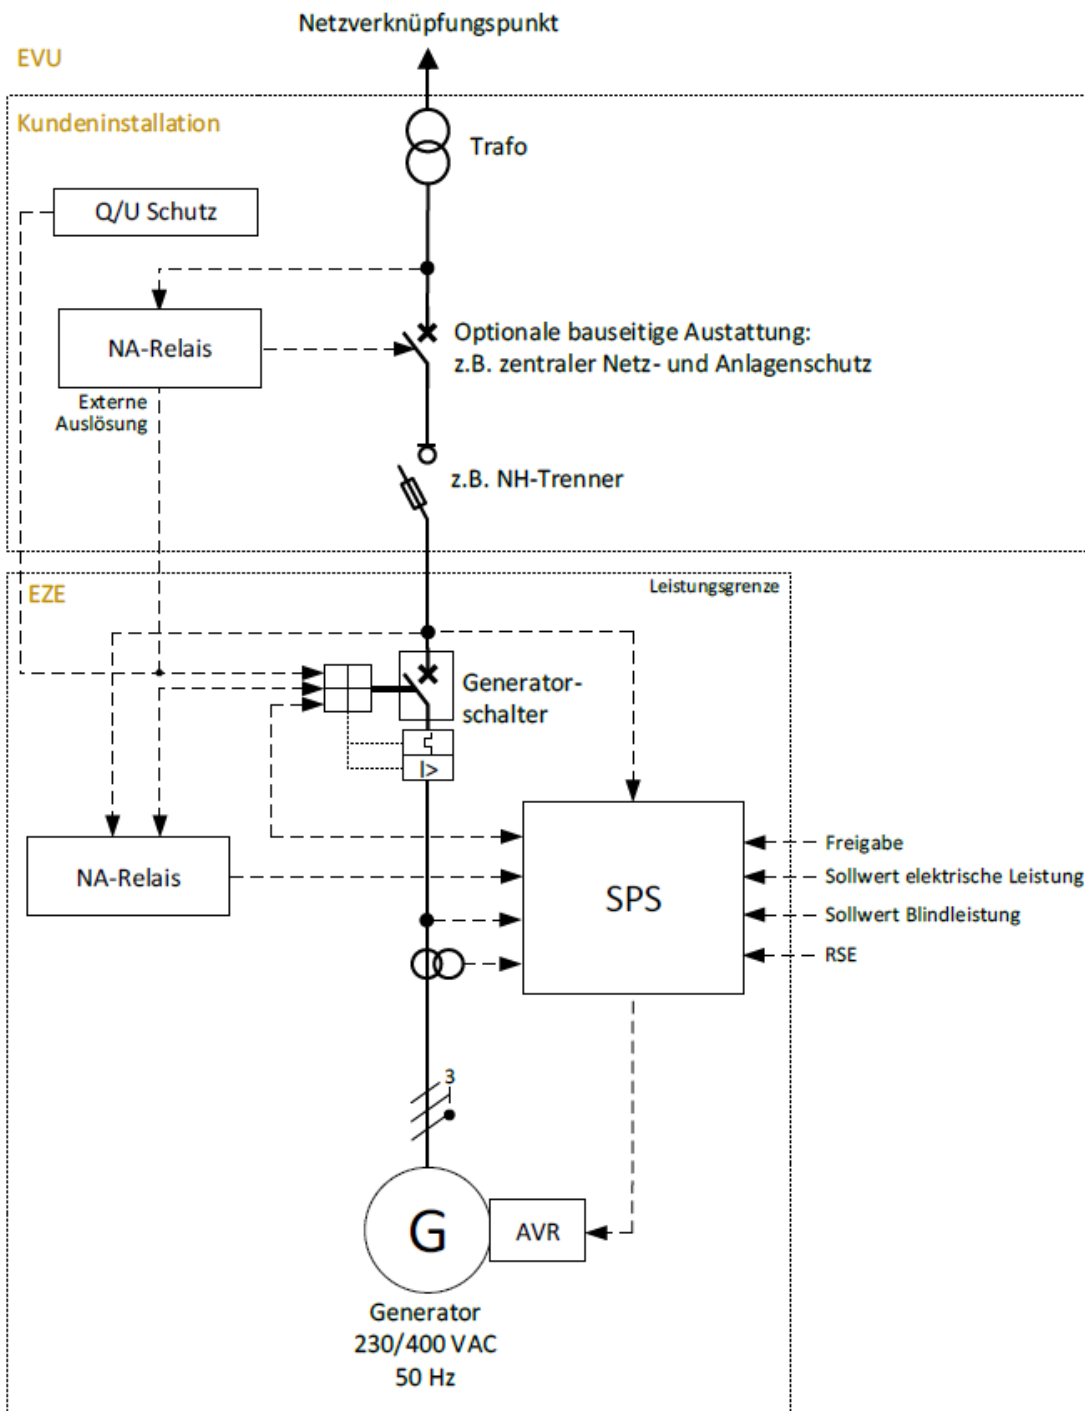 Netzverknüpfungspunkt
EVU
Kundeninstallation
Trafo
Q/U Schutz
NA-Relais
Optionale bauseitige Austattung:
z.B. zentraler Netz- und Anlagenschutz
Externe
Auslösung
z.B. NH-Trenner
EZE
Leistungsgrenze
Generator-
schalter
I>
NA-Relais
SPS
Freigabe
Sollwert elektrische Leistung
Sollwert Blindleistung
RSE
3
G
AVR
Generator
230/400 VAC
50 Hz